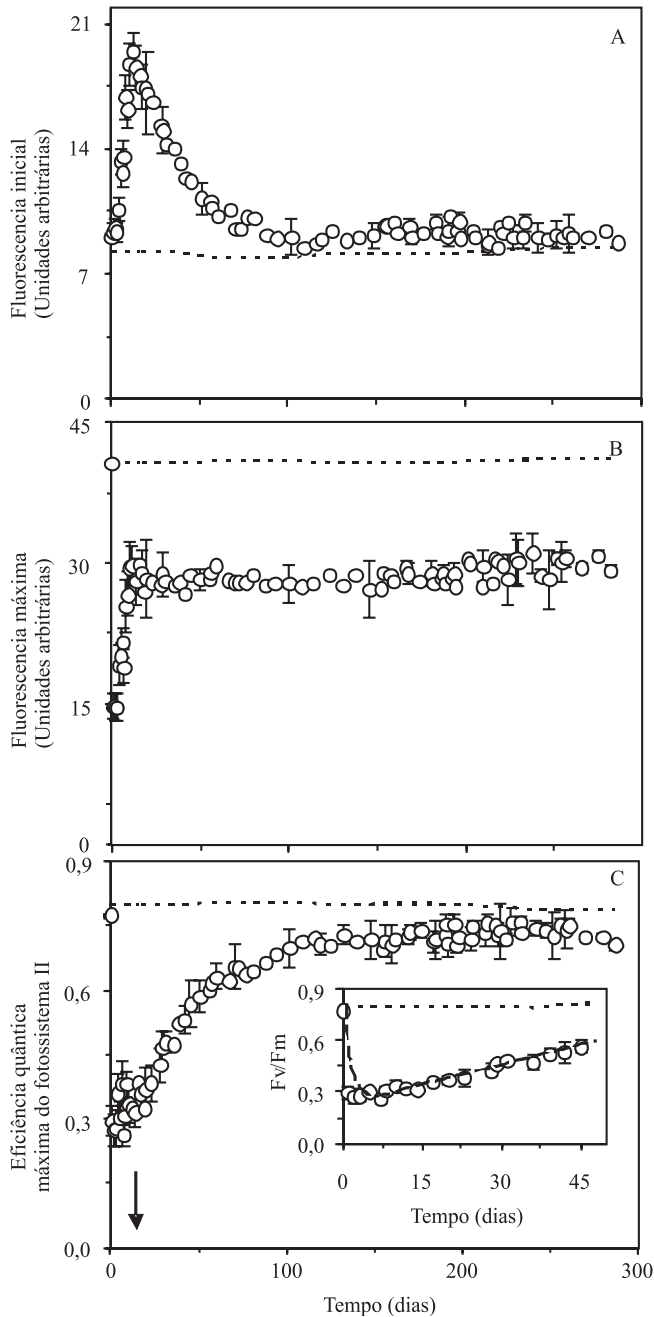 21
14
7
0
Fluorescencia inicial
(Unidades arbitrárias)
A
45
30
15
0
Fluorescencia máxima
(Unidades arbitrárias)
B
0,9
0,6
0,3
0,0
Eficiência quântica
máxima do fotossistema II
C
0,9
0,6
0,3
0,0
Fv/Fm
0
15
30
45
Tempo (dias)
0
100
200
300
Tempo (dias)